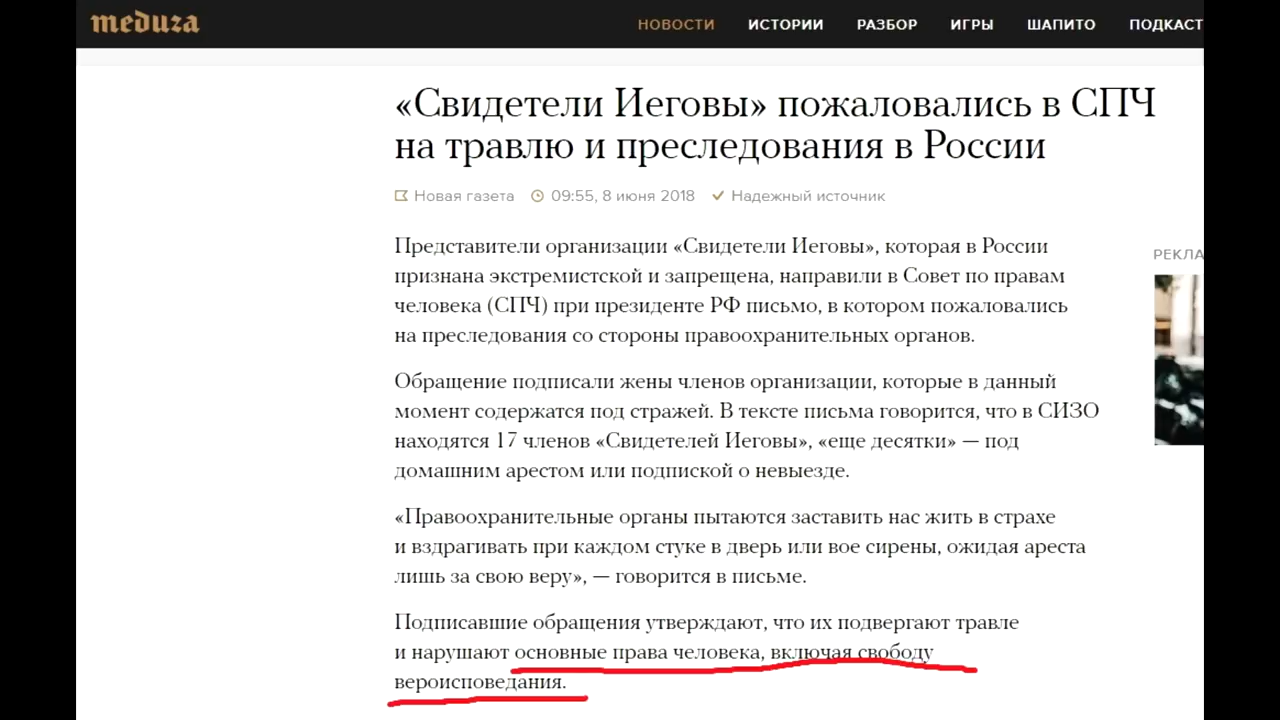 meduza
НОВОСТИ ИСТОРИИ РАЗБОР ИГРЫ ШАПИТО ПОДКАСТ
«Свидетели Иеговы» пожаловались в СПЧ
на травлю и преследования в России
Новая газета 09:55, 8 июня 2018 Надежный источник
Представители организации «Свидетели Иеговы», которая в России
признана экстремистской и запрещена, направили в Совет по правам
человека (СПЧ) при президенте РФ письмо, в котором пожаловались
на преследования со стороны правоохранительных органов.
РЕКЛА
Обращение подписали жены членов организации, которые в данный
момент содержатся под стражей. В тексте письма говорится, что в СИЗО
находятся 17 членов «Свидетелей Иеговы», «еще десятки» — под
домашним арестом или подпиской о невыезде.
«Правоохранительные органы пытаются заставить нас жить в страхе
и вздрагивать при каждом стуке в дверь или вое сирены, ожидая ареста
лишь за свою веру», — говорится в письме.
Подписавшие обращения утверждают, что их подвергают травле
и нарушают основные права человека, включая свободу
вероисповедания.